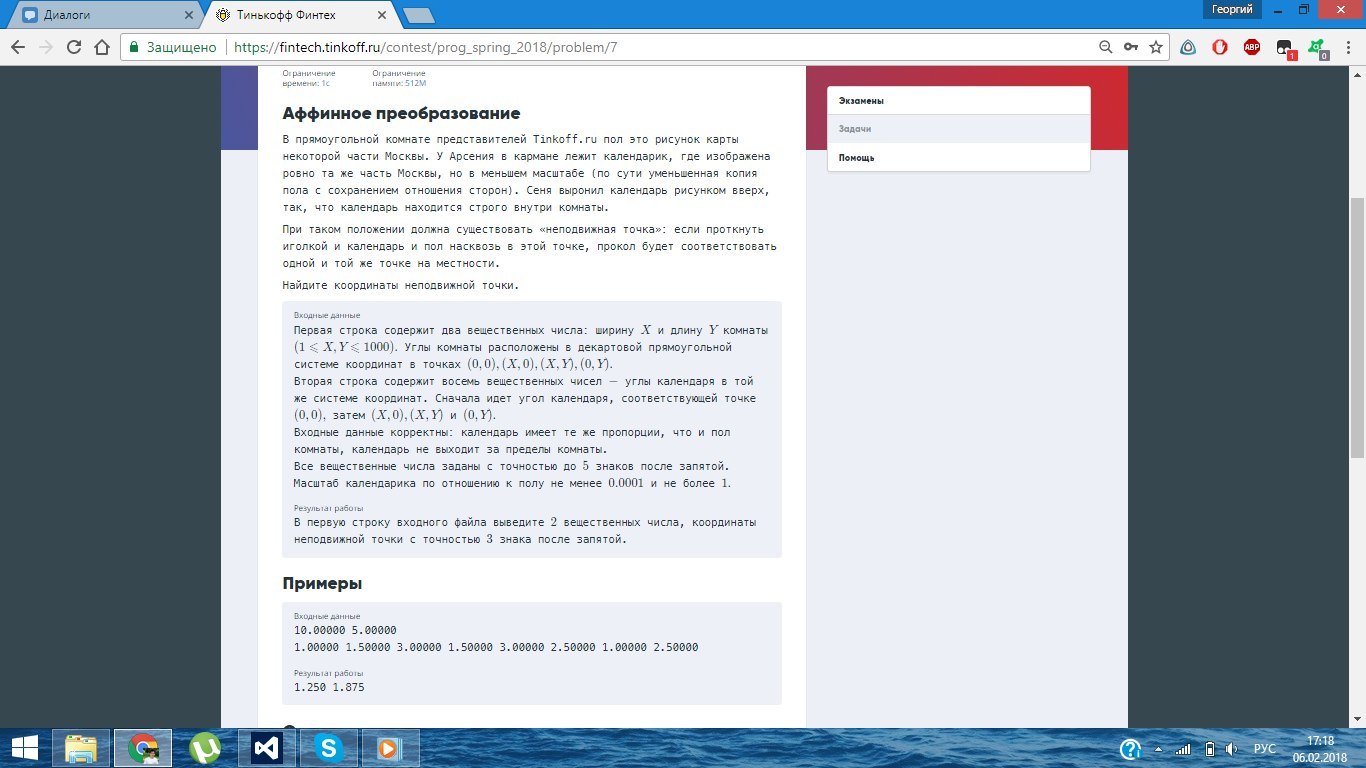 Георгий
Диалоги
Тинькофф Финтех
Защищено
https://fintech.tinkoff.ru/contest/prog_spring_2018/problem/7
Ограничение
времени: 1с
Ограничение
памяти: 512M
Аффинное преобразование
В прямоугольной комнате представителей Tinkoff.ru пол это рисунок карты
некоторой части Москвы. У Арсения в кармане лежит календарик, где изображена
ровно та же часть Москвы, но в меньшем масштабе (по сути уменьшенная копия
пола с сохранением отношения сторон). Сеня выронил календарь рисунком вверх,
так, что календарь находится строго внутри комнаты.
При таком положении должна существовать «неподвижная точка»: если проткнуть
иголкой и календарь и пол насквозь в этой точке, прокол будет соответствовать
одной и той же точке на местности.
Найдите координаты неподвижной точки.
Входные данные
Первая строка содержит два вещественных числа: ширину X и длину Y комнаты
(1 ⩽ X, Y ⩽ 1000). Углы комнаты расположены в декартовой прямоугольной
системе координат в точках (0, 0), (X, 0), (X, Y), (0, Y).
Вторая строка содержит восемь вещественных чисел — углы календаря в той
же системе координат. Сначала идет угол календаря, соответствующей точке
(0, 0), затем (X, 0), (X, Y) и (0, Y).
Входные данные корректны: календарь имеет те же пропорции, что и пол
комнаты, календарь не выходит за пределы комнаты.
Все вещественные числа заданы с точностью до 5 знаков после запятой.
Масштаб календарика по отношению к полу не менее 0.0001 и не более 1.
Результат работы
В первую строку входного файла выведите 2 вещественных числа, координаты
неподвижной точки с точностью 3 знака после запятой.
Примеры
Входные данные
10.00000 5.00000
1.00000 1.50000 3.00000 1.50000 3.00000 2.50000 1.00000 2.50000
Результат работы
1.250 1.875
Экзамены
Задачи
Помощь
ABP
1
0
РУС
17:18
06.02.2018